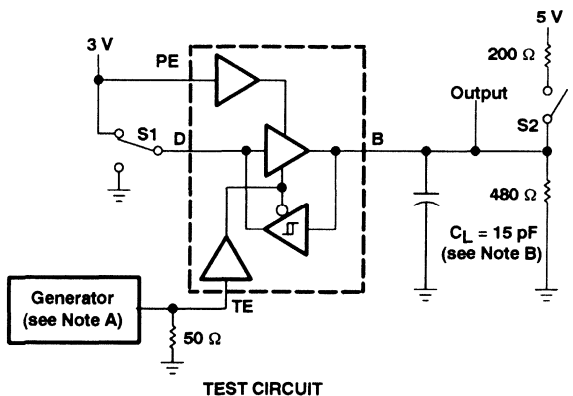 5 V
3 V
PE
200 Ω
Output
S1
D
B
S2
480 Ω
C_L = 15 pF
(see Note B)
Generator
(see Note A)
TE
50 Ω
TEST CIRCUIT